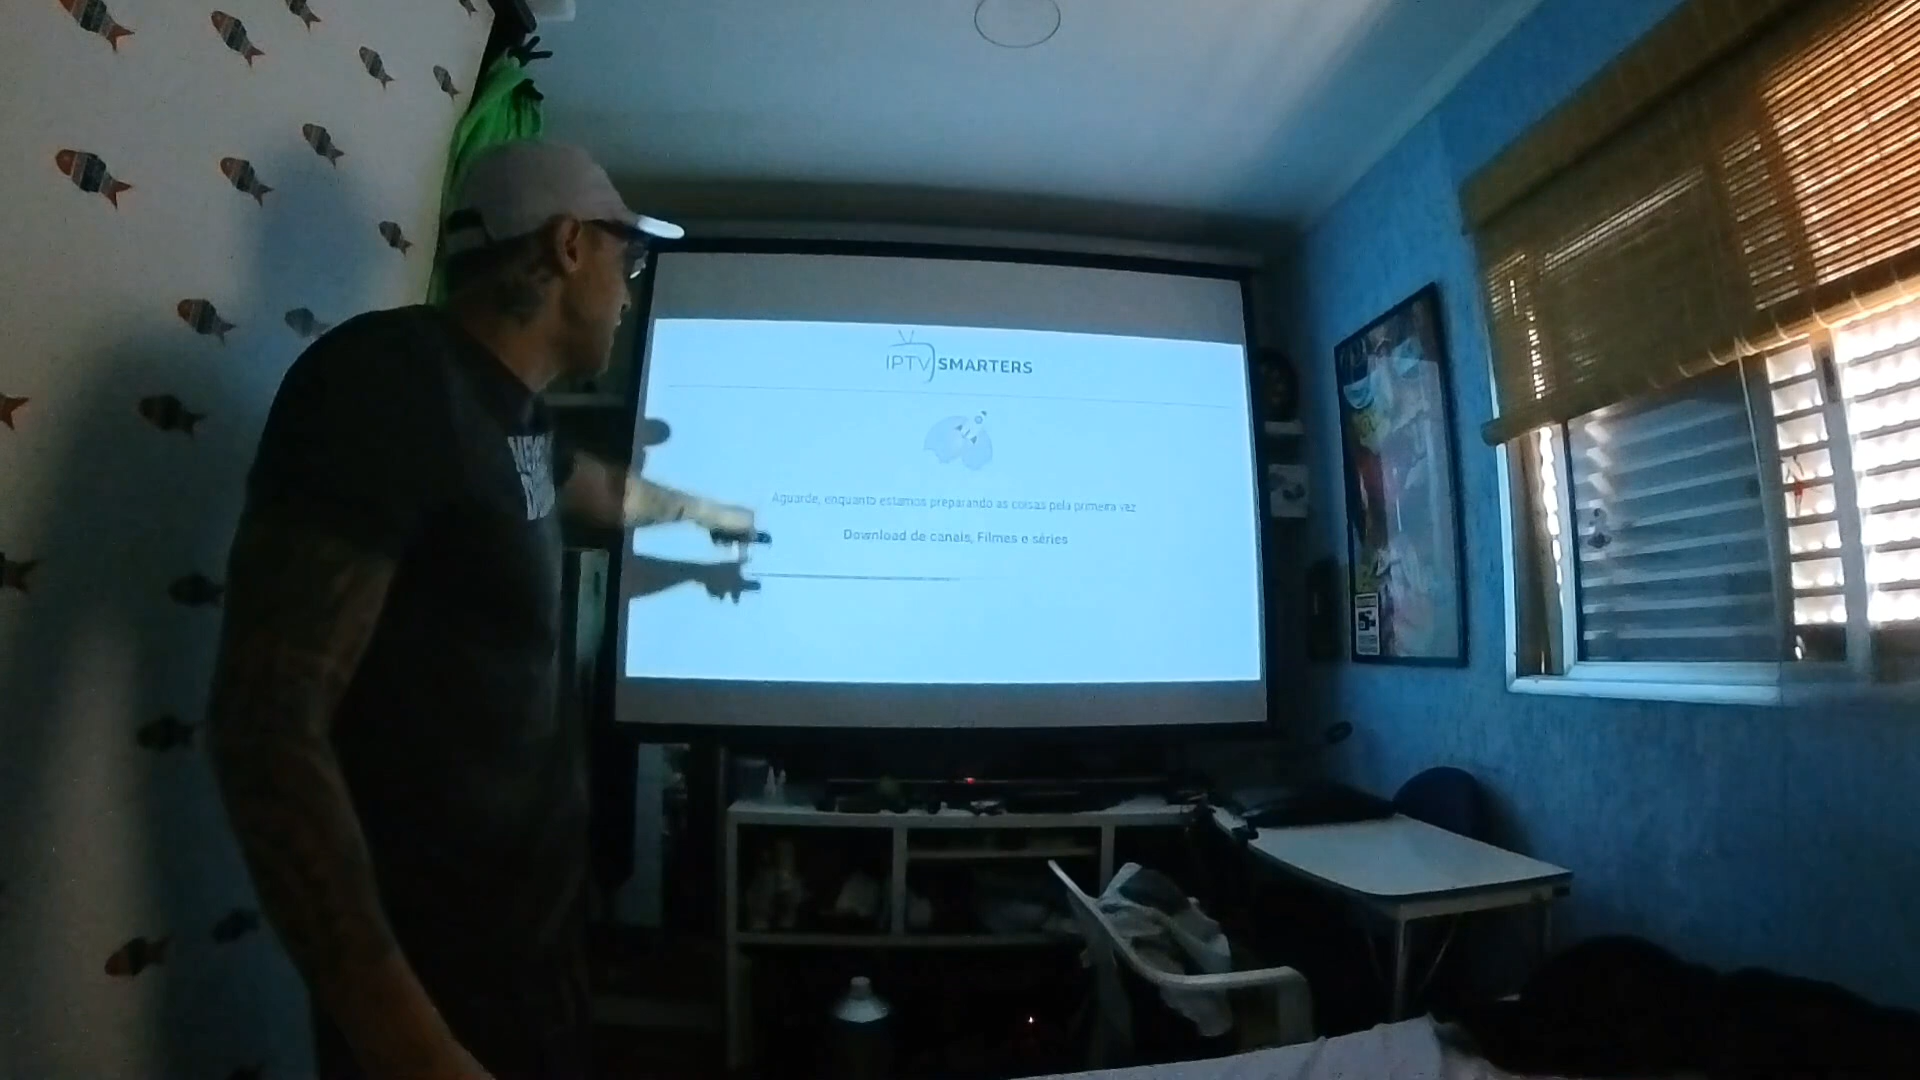 IPTV SMARTERS
Aguarde, enquanto estamos preparando as coisas pela primeira vez
Download de canais, Filmes e séries